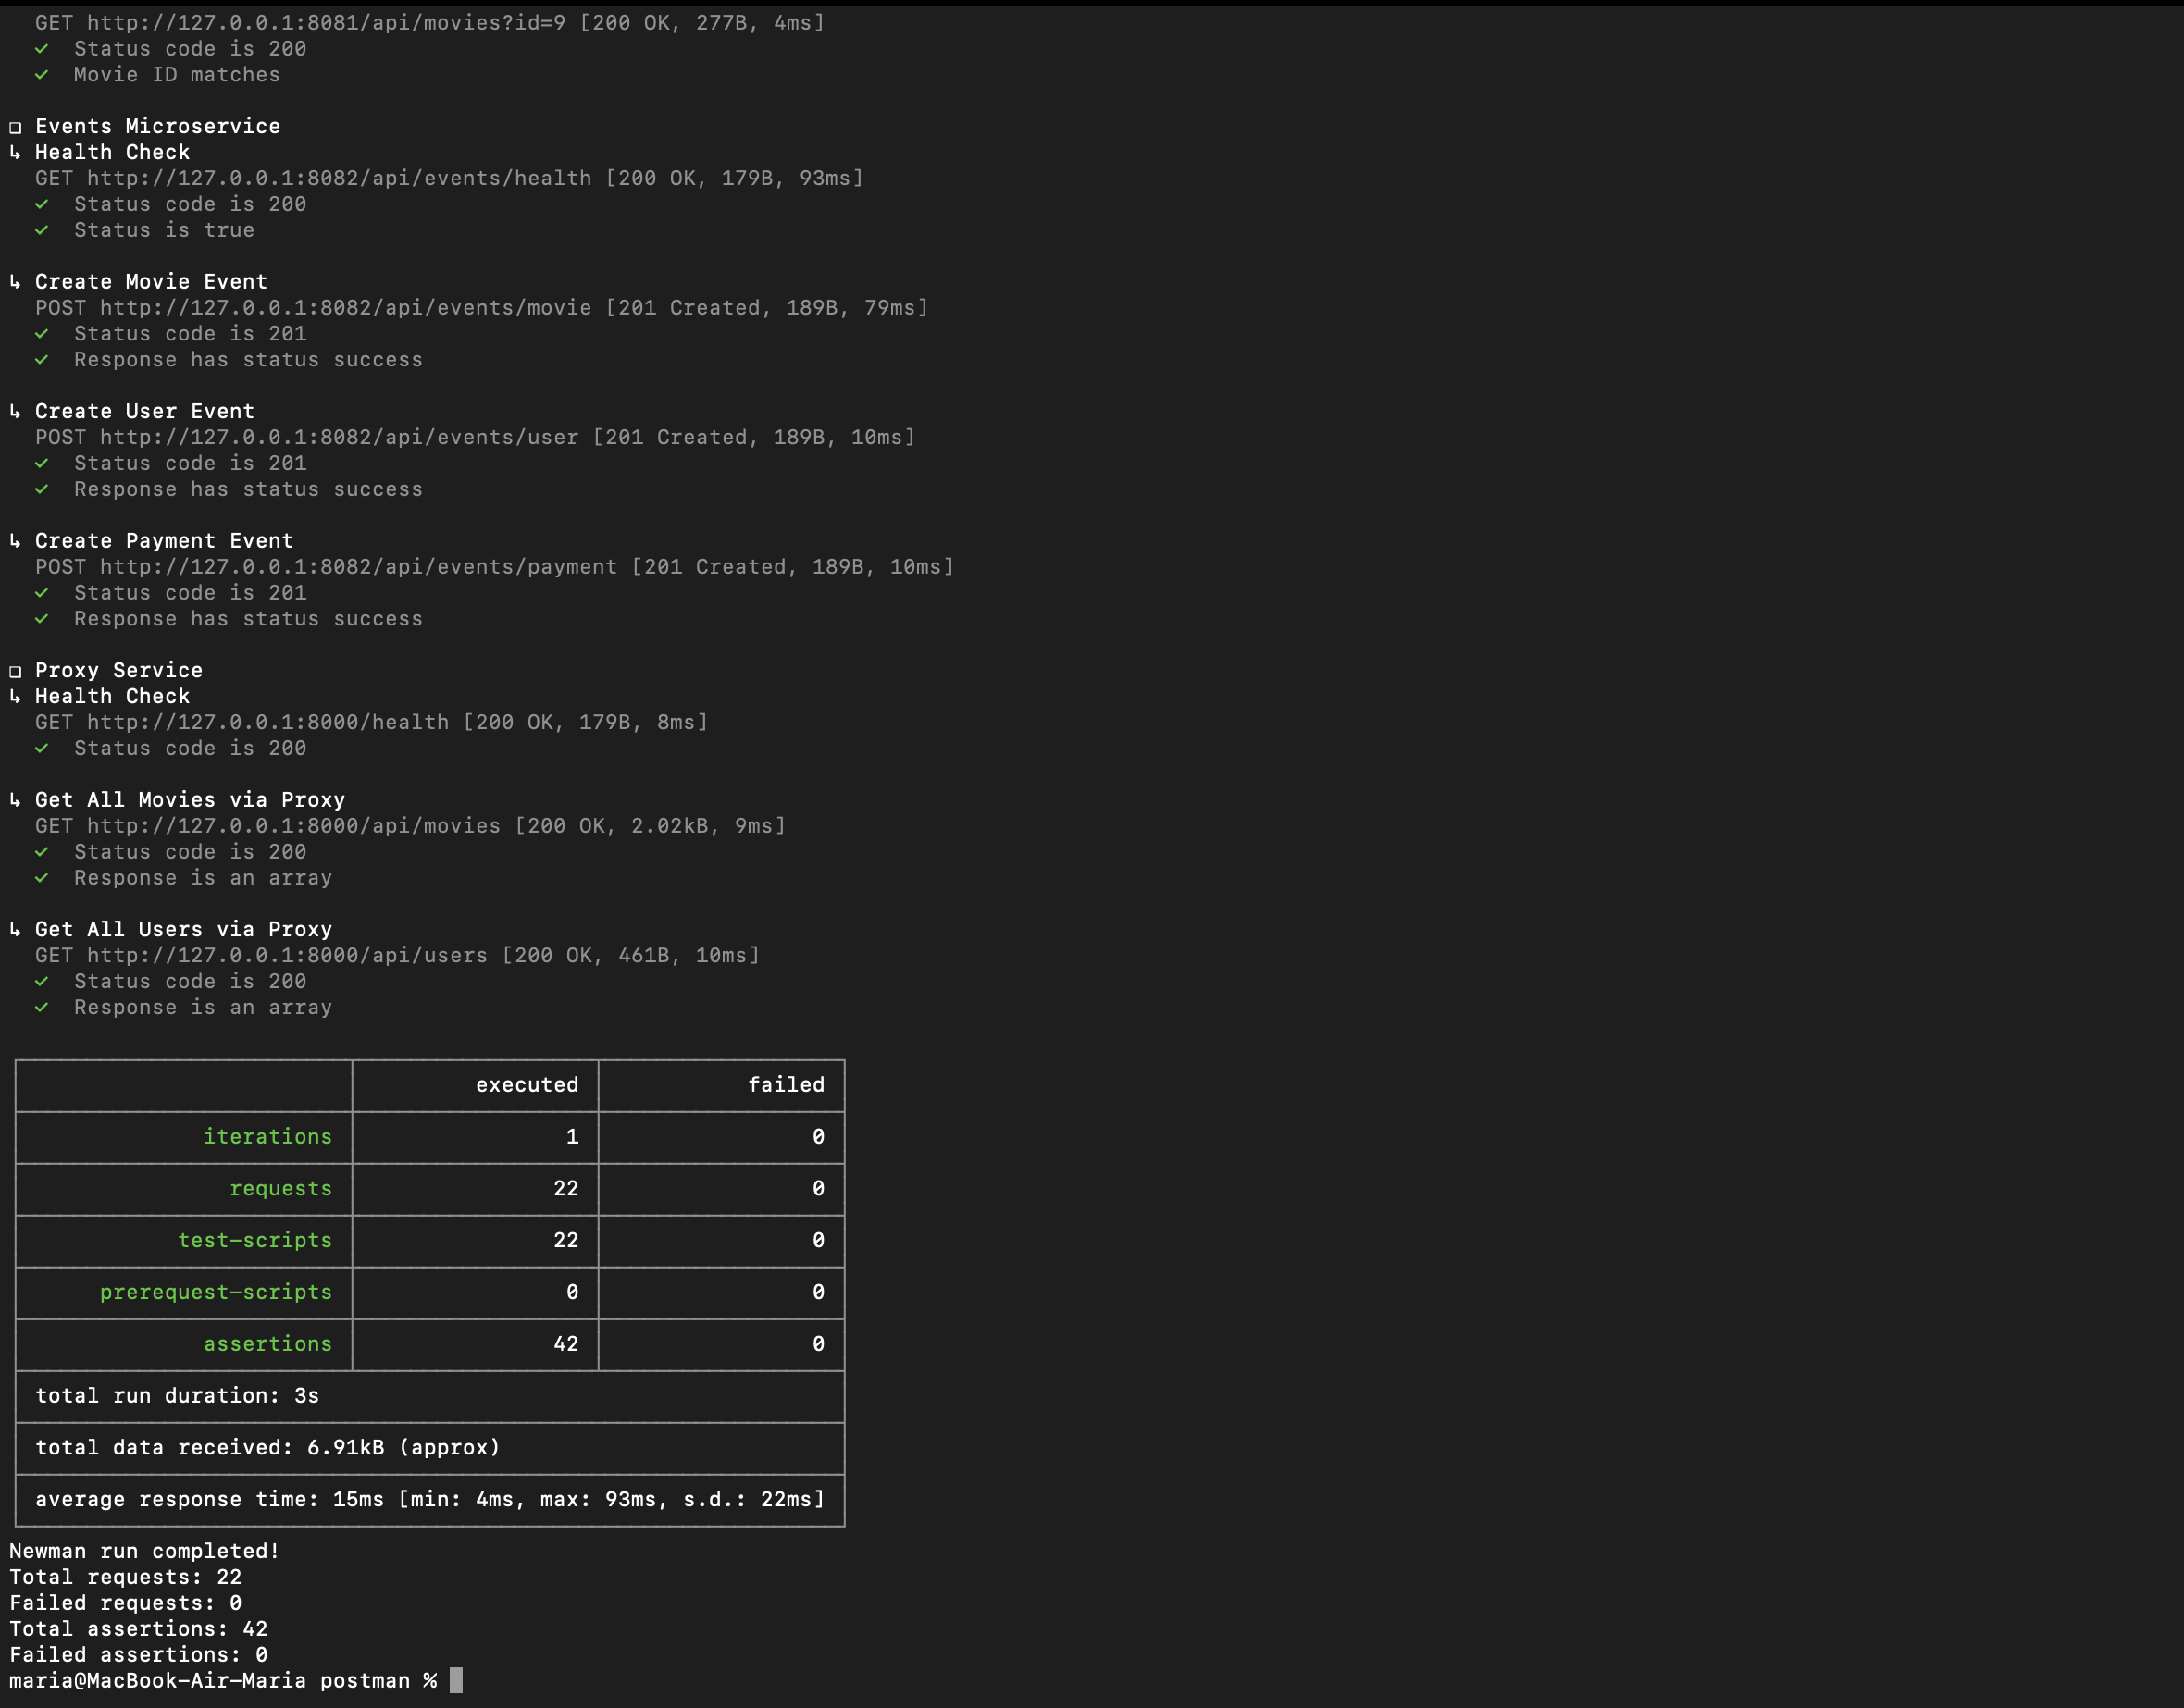 GET http://127.0.0.1:8081/api/movies?id=9 [200 OK, 277B, 4ms]
✓ Status code is 200
✓ Movie ID matches
❏ Events Microservice
↳ Health Check
GET http://127.0.0.1:8082/api/events/health [200 OK, 179B, 93ms]
✓ Status code is 200
✓ Status is true
↳ Create Movie Event
POST http://127.0.0.1:8082/api/events/movie [201 Created, 189B, 79ms]
✓ Status code is 201
✓ Response has status success
↳ Create User Event
POST http://127.0.0.1:8082/api/events/user [201 Created, 189B, 10ms]
✓ Status code is 201
✓ Response has status success
↳ Create Payment Event
POST http://127.0.0.1:8082/api/events/payment [201 Created, 189B, 10ms]
✓ Status code is 201
✓ Response has status success
❏ Proxy Service
↳ Health Check
GET http://127.0.0.1:8000/health [200 OK, 179B, 8ms]
✓ Status code is 200
↳ Get All Movies via Proxy
GET http://127.0.0.1:8000/api/movies [200 OK, 2.02kB, 9ms]
✓ Status code is 200
✓ Response is an array
↳ Get All Users via Proxy
GET http://127.0.0.1:8000/api/users [200 OK, 461B, 10ms]
✓ Status code is 200
✓ Response is an array
executed failed
iterations 1 0
requests 22 0
test-scripts 22 0
prerequest-scripts 0 0
assertions 42 0
total run duration: 3s
total data received: 6.91kB (approx)
average response time: 15ms [min: 4ms, max: 93ms, s.d.: 22ms]
Newman run completed!
Total requests: 22
Failed requests: 0
Total assertions: 42
Failed assertions: 0
maria@MacBook-Air-Maria postman %